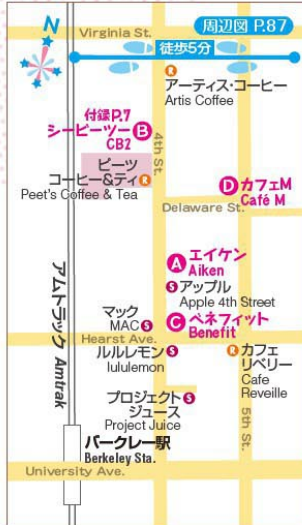 周辺図 P.87
N
Virginia St.
徒歩5分
R
アーティス・コーヒー
Artis Coffee
付録P.7
シービーツー B
CB2
4th St.
ピーツ
コーヒー&ティ R
Peet's Coffee & Tea
D カフェM
Café M
Delaware St.
A エイケン
Aiken
S アップル
Apple 4th Street
アムトラック Amtrak
マック
MAC S
C ベネフィット
Benefit
Hearst Ave.
ルルレモン S
lululemon
R カフェ
リベリー
Cafe
Reveille
プロジェクト S
ジュース
Project Juice
5th St.
バークレー駅
Berkeley Sta.
University Ave.